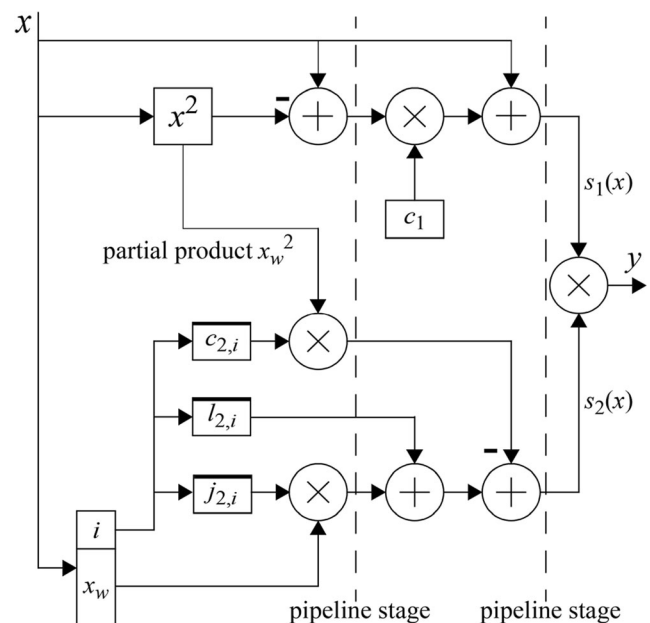 x
x²
−
+
×
+
c₁
s₁(x)
partial product x_w²
×
y
c₂,ᵢ
×
l₂,ᵢ
s₂(x)
−
j₂,ᵢ
×
+
+
i
x_w
pipeline stage
pipeline stage